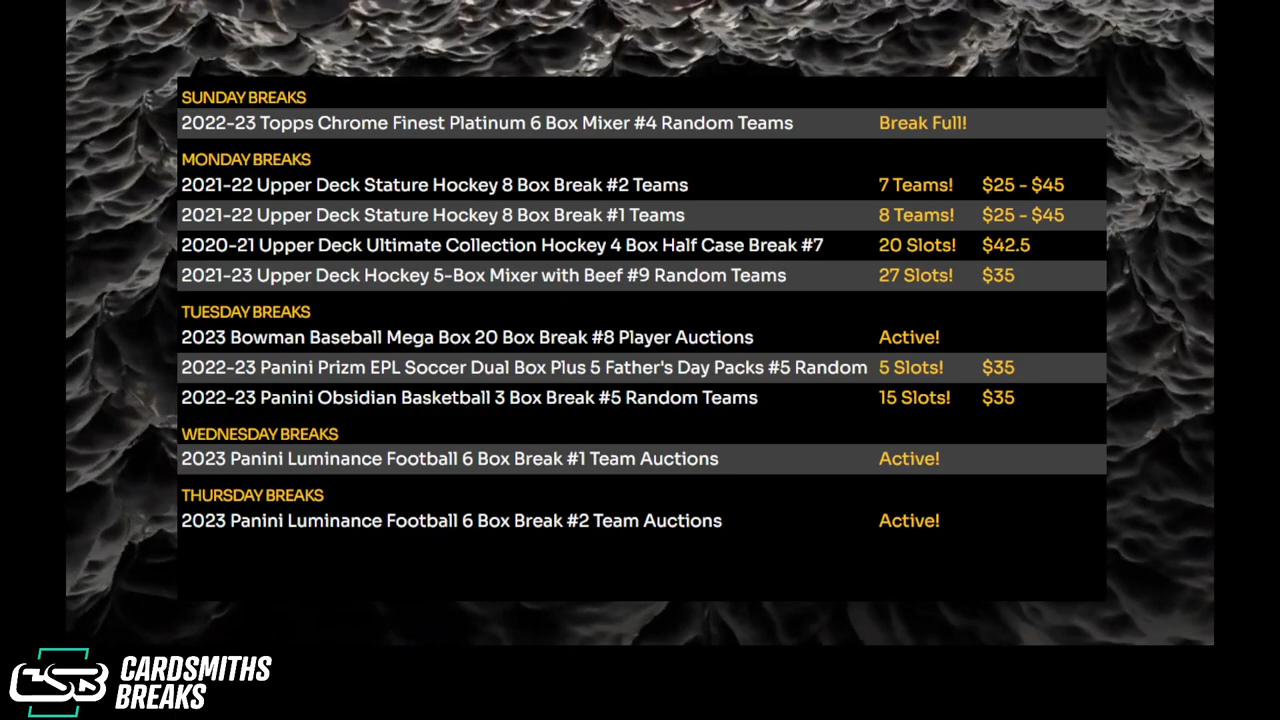 SUNDAY BREAKS
2022-23 Topps Chrome Finest Platinum 6 Box Mixer #4 Random Teams Break Full!
MONDAY BREAKS
2021-22 Upper Deck Stature Hockey 8 Box Break #2 Teams 7 Teams! $25 - $45
2021-22 Upper Deck Stature Hockey 8 Box Break #1 Teams 8 Teams! $25 - $45
2020-21 Upper Deck Ultimate Collection Hockey 4 Box Half Case Break #7 20 Slots! $42.5
2021-23 Upper Deck Hockey 5-Box Mixer with Beef #9 Random Teams 27 Slots! $35
TUESDAY BREAKS
2023 Bowman Baseball Mega Box 20 Box Break #8 Player Auctions Active!
2022-23 Panini Prizm EPL Soccer Dual Box Plus 5 Father's Day Packs #5 Random 5 Slots! $35
2022-23 Panini Obsidian Basketball 3 Box Break #5 Random Teams 15 Slots! $35
WEDNESDAY BREAKS
2023 Panini Luminance Football 6 Box Break #1 Team Auctions Active!
THURSDAY BREAKS
2023 Panini Luminance Football 6 Box Break #2 Team Auctions Active!
CSB CARDSMITHS
BREAKS